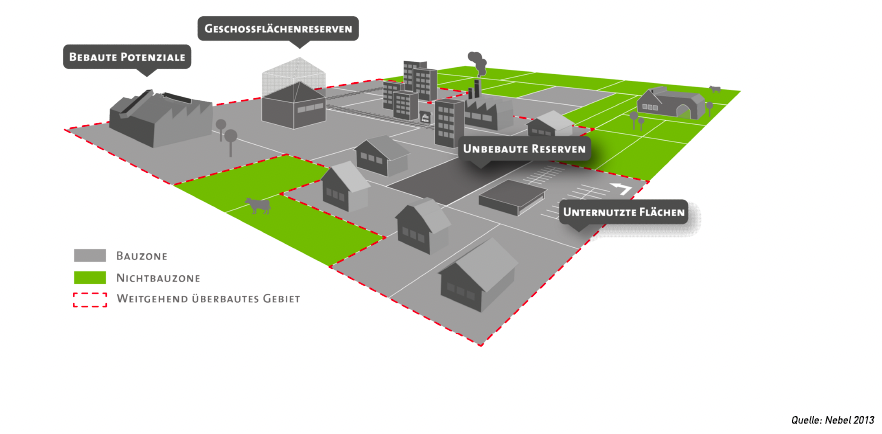 Geschossflächenreserven
Bebaute Potenziale
Unbebaute Reserven
Unternutzte Flächen
Bauzone
Nichtbauzone
Weitgehend überbautes Gebiet
Quelle: Nebel 2013